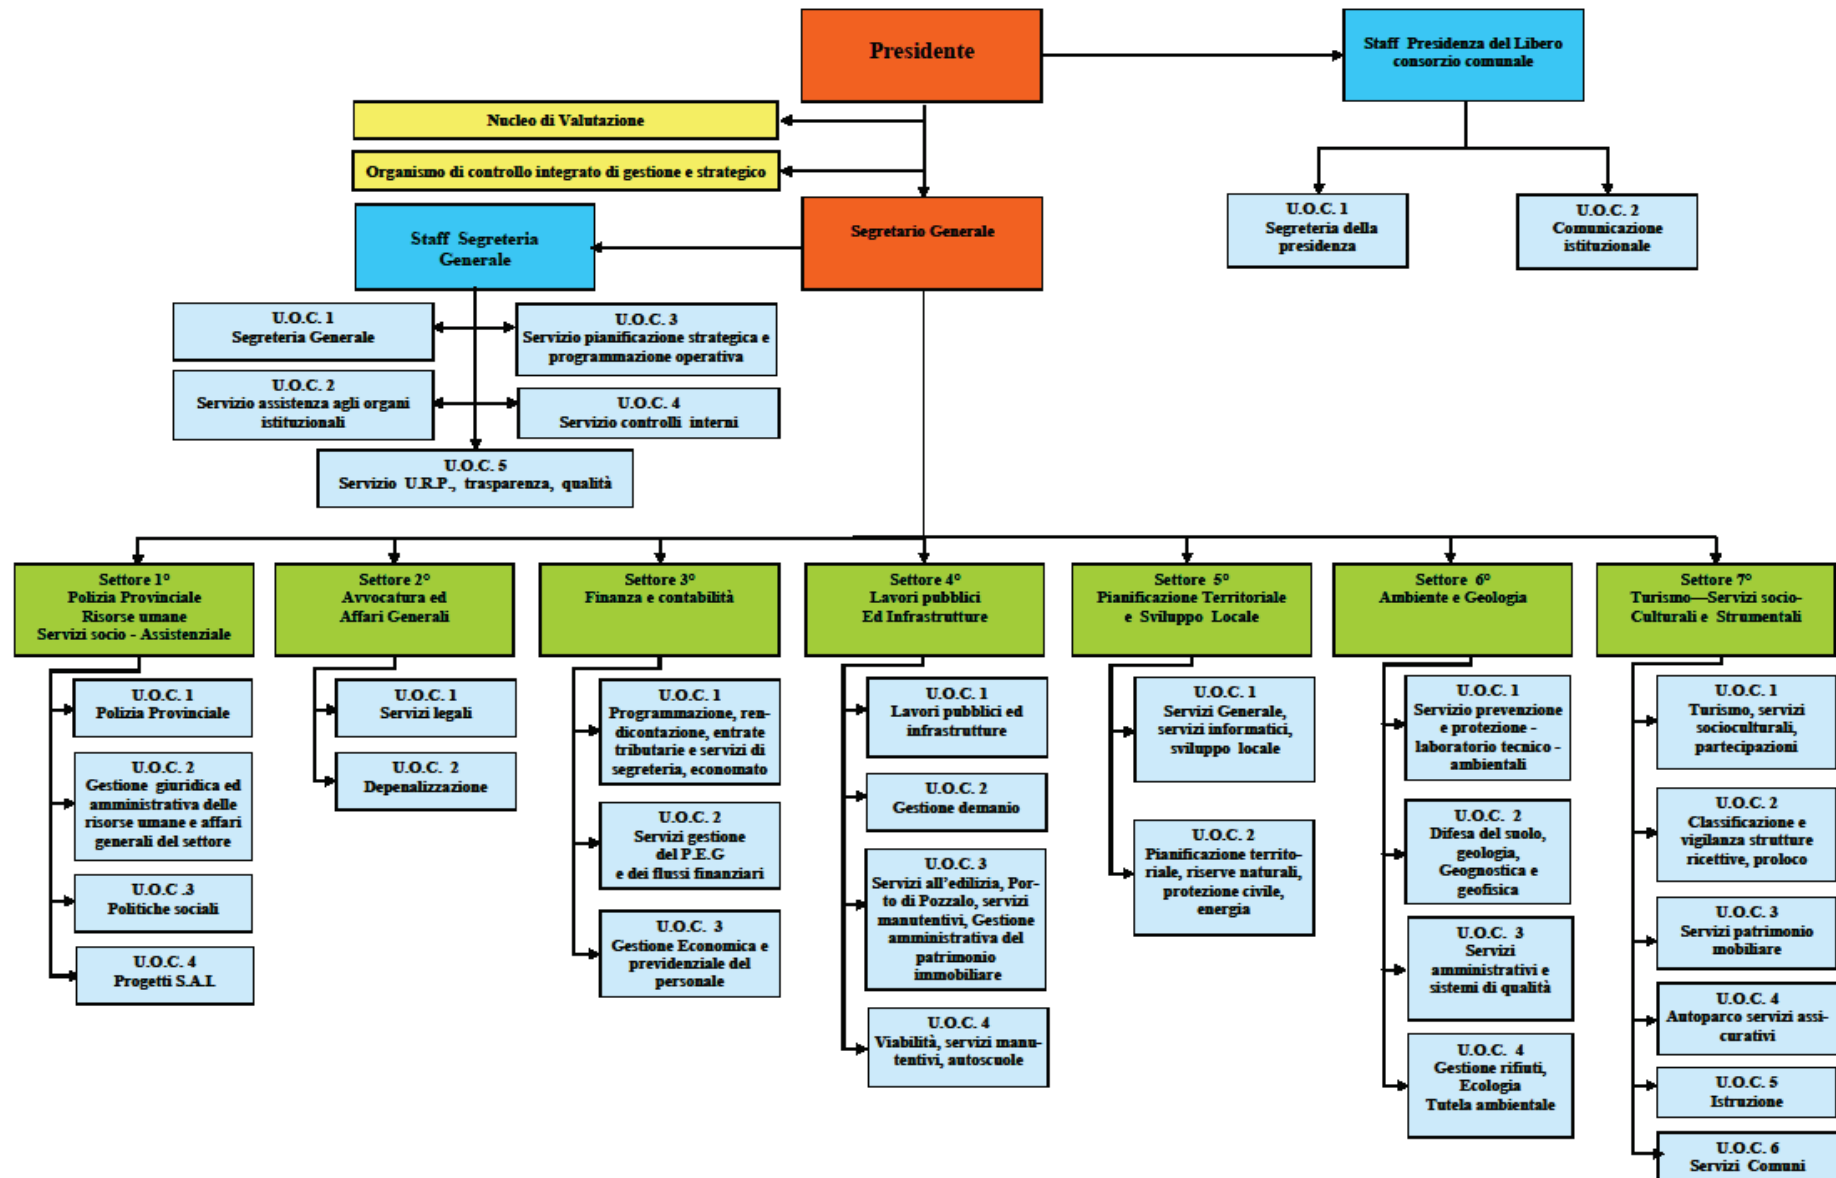 Presidente
Staff Presidenza del Libero
consorzio comunale
Nucleo di Valutazione
Organismo di controllo integrato di gestione e strategico
U.O.C. 1
Segreteria della
presidenza
U.O.C. 2
Comunicazione
istituzionale
Staff Segreteria
Generale
Segretario Generale
U.O.C. 1
Segreteria Generale
U.O.C. 3
Servizio pianificazione strategica e
programmazione operativa
U.O.C. 2
Servizio assistenza agli organi
istituzionali
U.O.C. 4
Servizio controlli interni
U.O.C. 5
Servizio U.R.P., trasparenza, qualità
Settore 1°
Polizia Provinciale
Risorse umane
Servizi socio - Assistenziale
U.O.C. 1
Polizia Provinciale
U.O.C. 2
Gestione giuridica ed
amministrativa delle
risorse umane e affari
generali del settore
U.O.C .3
Politiche sociali
U.O.C. 4
Progetti S.A.L
Settore 2°
Avvocatura ed
Affari Generali
U.O.C. 1
Servizi legali
U.O.C. 2
Depenalizzazione
Settore 3°
Finanza e contabilità
U.O.C. 1
Programmazione, ren-
dicontazione, entrate
tributarie e servizi di
segreteria, economato
U.O.C. 2
Servizi gestione
del P.E.G
e dei flussi finanziari
U.O.C. 3
Gestione Economica e
previdenziale del
personale
Settore 4°
Lavori pubblici
Ed Infrastrutture
U.O.C. 1
Lavori pubblici ed
infrastrutture
U.O.C. 2
Gestione demanio
U.O.C. 3
Servizi all'edilizia, Por-
to di Pozzalo, servizi
manutentivi, Gestione
amministrativa del
patrimonio
immobiliare
U.O.C. 4
Viabilità, servizi manu-
tentivi, autoscuole
Settore 5°
Pianificazione Territoriale
e Sviluppo Locale
U.O.C. 1
Servizi Generale,
servizi informatici,
sviluppo locale
U.O.C. 2
Pianificazione territo-
riale, riserve naturali,
protezione civile,
energia
Settore 6°
Ambiente e Geologia
U.O.C. 1
Servizio prevenzione
e protezione -
laboratorio tecnico -
ambientali
U.O.C. 2
Difesa del suolo,
geologia,
Geognostica e
geofisica
U.O.C. 3
Servizi
amministrativi e
sistemi di qualità
U.O.C. 4
Gestione rifiuti,
Ecologia
Tutela ambientale
Settore 7°
Turismo—Servizi socio-
Culturali e Strumentali
U.O.C. 1
Turismo, servizi
socioculturali,
partecipazioni
U.O.C. 2
Classificazione e
vigilanza strutture
ricettive, proloco
U.O.C. 3
Servizi patrimonio
mobiliare
U.O.C. 4
Autoparco servizi assi-
curativi
U.O.C. 5
Istruzione
U.O.C. 6
Servizi Comuni